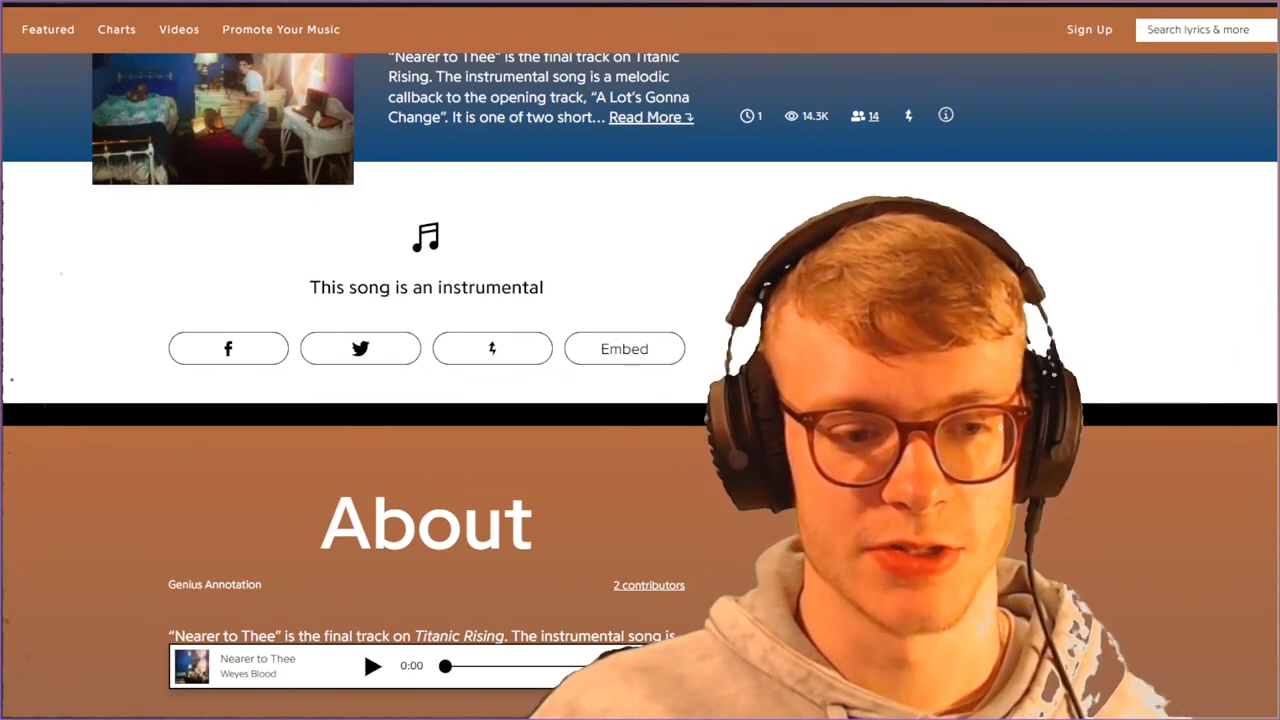 Featured Charts Videos Promote Your Music Sign Up Search lyrics & more
"Nearer to Thee" is the final track on Titanic
Rising. The instrumental song is a melodic
callback to the opening track, "A Lot's Gonna
Change". It is one of two short... Read More
1 14.3K 14
This song is an instrumental
Embed
About
Genius Annotation 2 contributors
"Nearer to Thee" is the final track on Titanic Rising. The instrumental song is
Nearer to Thee
Weyes Blood
0:00